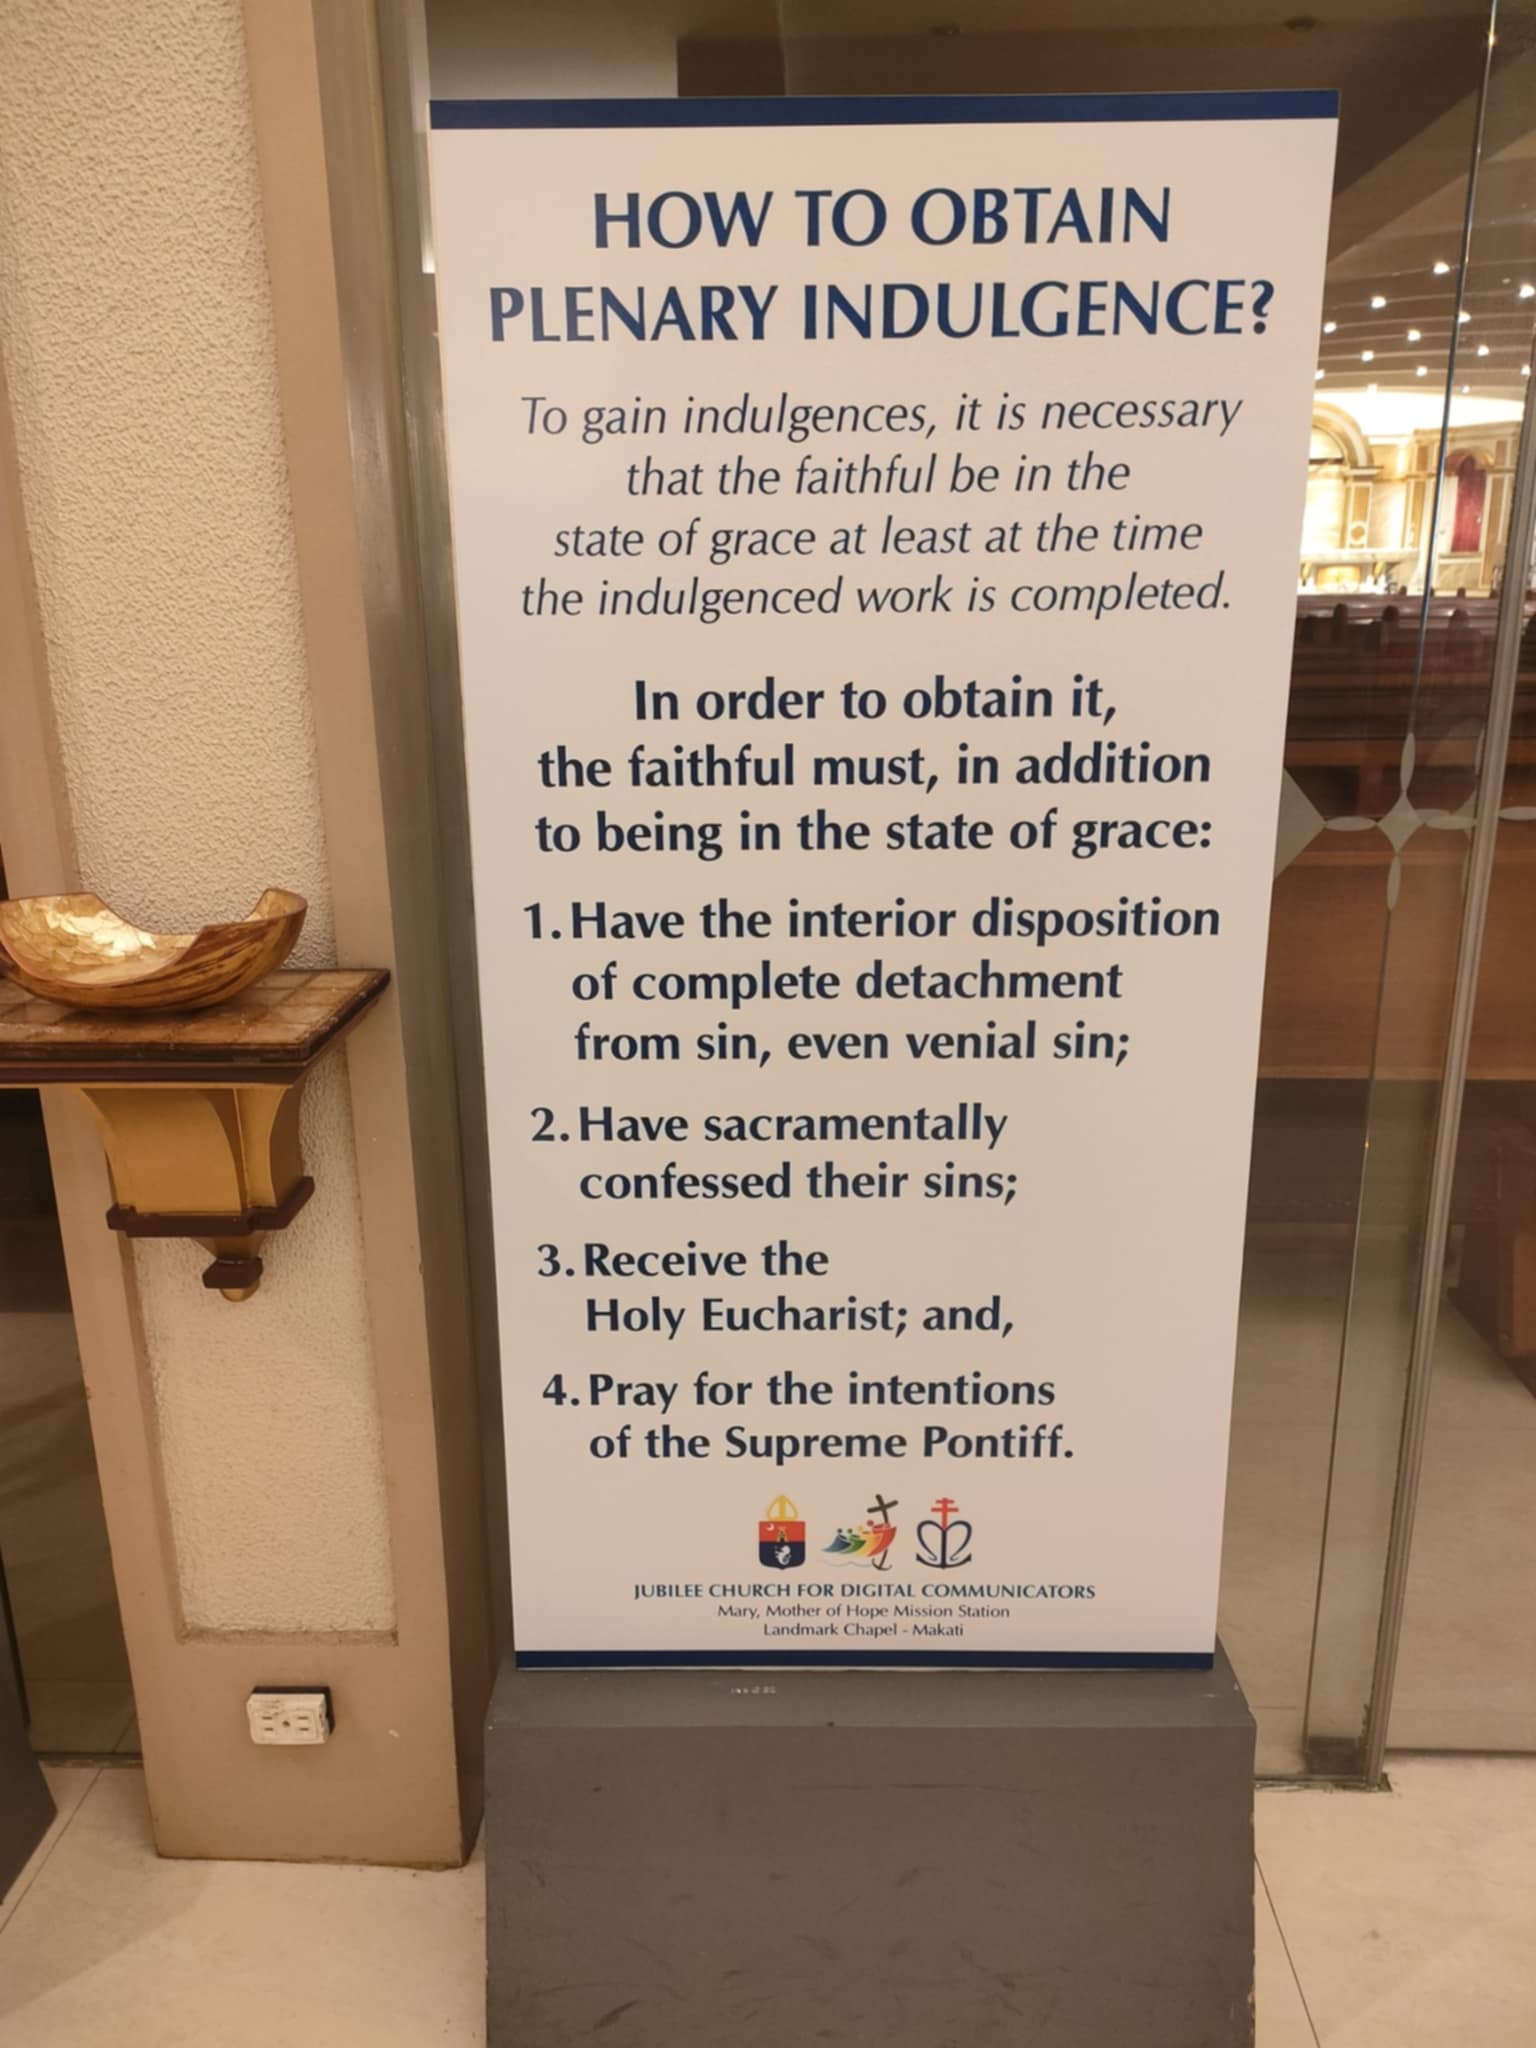 HOW TO OBTAIN
PLENARY INDULGENCE?
To gain indulgences, it is necessary
that the faithful be in the
state of grace at least at the time
the indulgenced work is completed.
In order to obtain it,
the faithful must, in addition
to being in the state of grace:
1. Have the interior disposition
of complete detachment
from sin, even venial sin;
2. Have sacramentally
confessed their sins;
3. Receive the
Holy Eucharist; and,
4. Pray for the intentions
of the Supreme Pontiff.
JUBILEE CHURCH FOR DIGITAL COMMUNICATORS
Mary, Mother of Hope Mission Station
Landmark Chapel - Makati